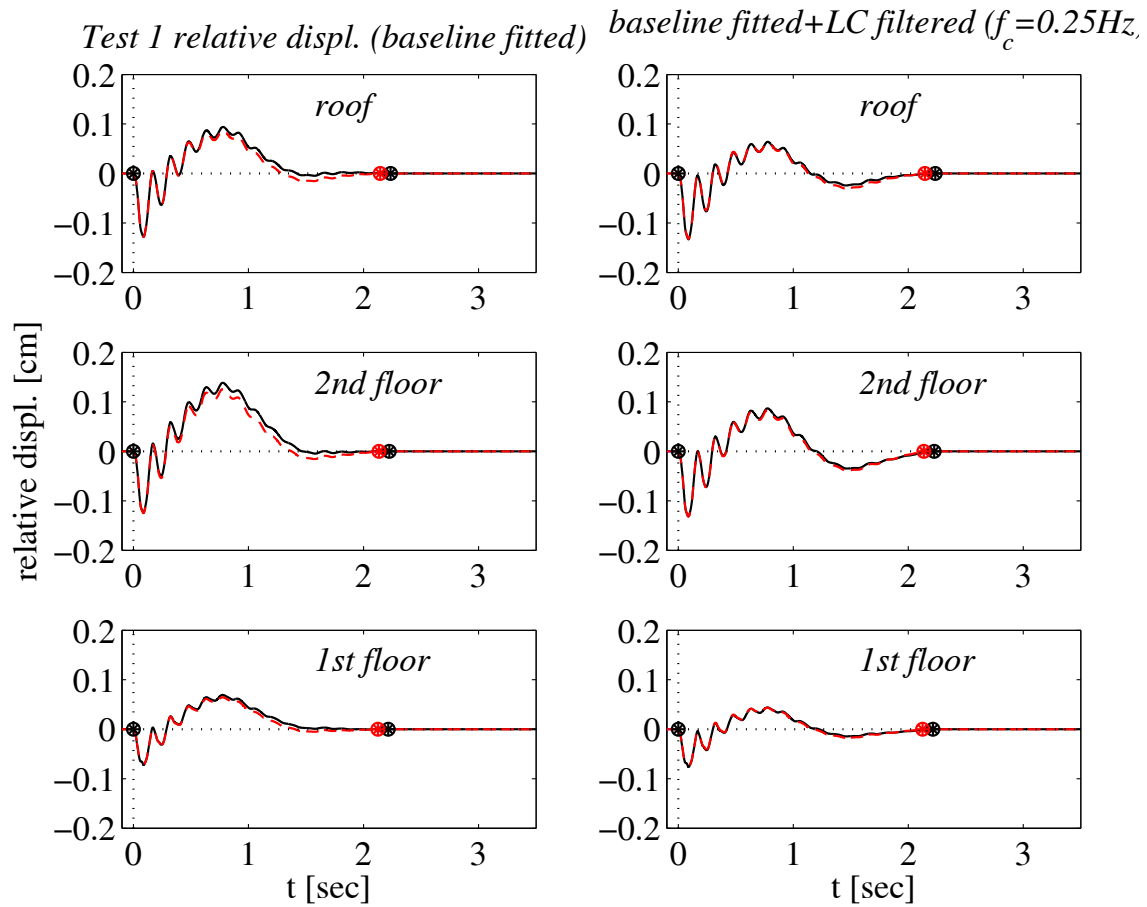 Test 1 relative displ. (baseline fitted)
baseline fitted+LC filtered (f_c=0.25Hz)
0.2
0.1
0
−0.1
−0.2
roof
0 1 2 3
0.2
0.1
0
−0.1
−0.2
roof
0 1 2 3
relative displ. [cm]
0.2
0.1
0
−0.1
−0.2
2nd floor
0 1 2 3
0.2
0.1
0
−0.1
−0.2
2nd floor
0 1 2 3
0.2
0.1
0
−0.1
−0.2
1st floor
0 1 2 3
t [sec]
0.2
0.1
0
−0.1
−0.2
1st floor
0 1 2 3
t [sec]